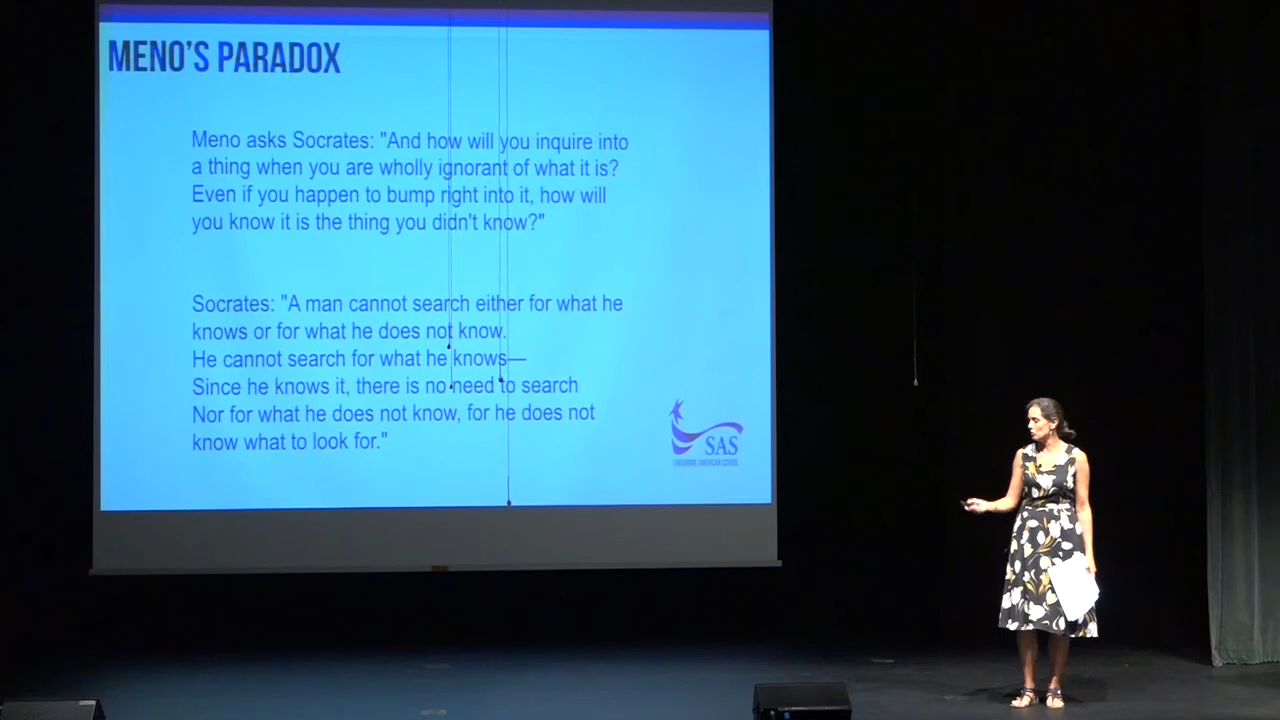 MENO'S PARADOX
Meno asks Socrates: "And how will you inquire into
a thing when you are wholly ignorant of what it is?
Even if you happen to bump right into it, how will
you know it is the thing you didn't know?"
Socrates: "A man cannot search either for what he
knows or for what he does not know.
He cannot search for what he knows—
Since he knows it, there is no need to search
Nor for what he does not know, for he does not
know what to look for."
SAS
SINGAPORE AMERICAN SCHOOL